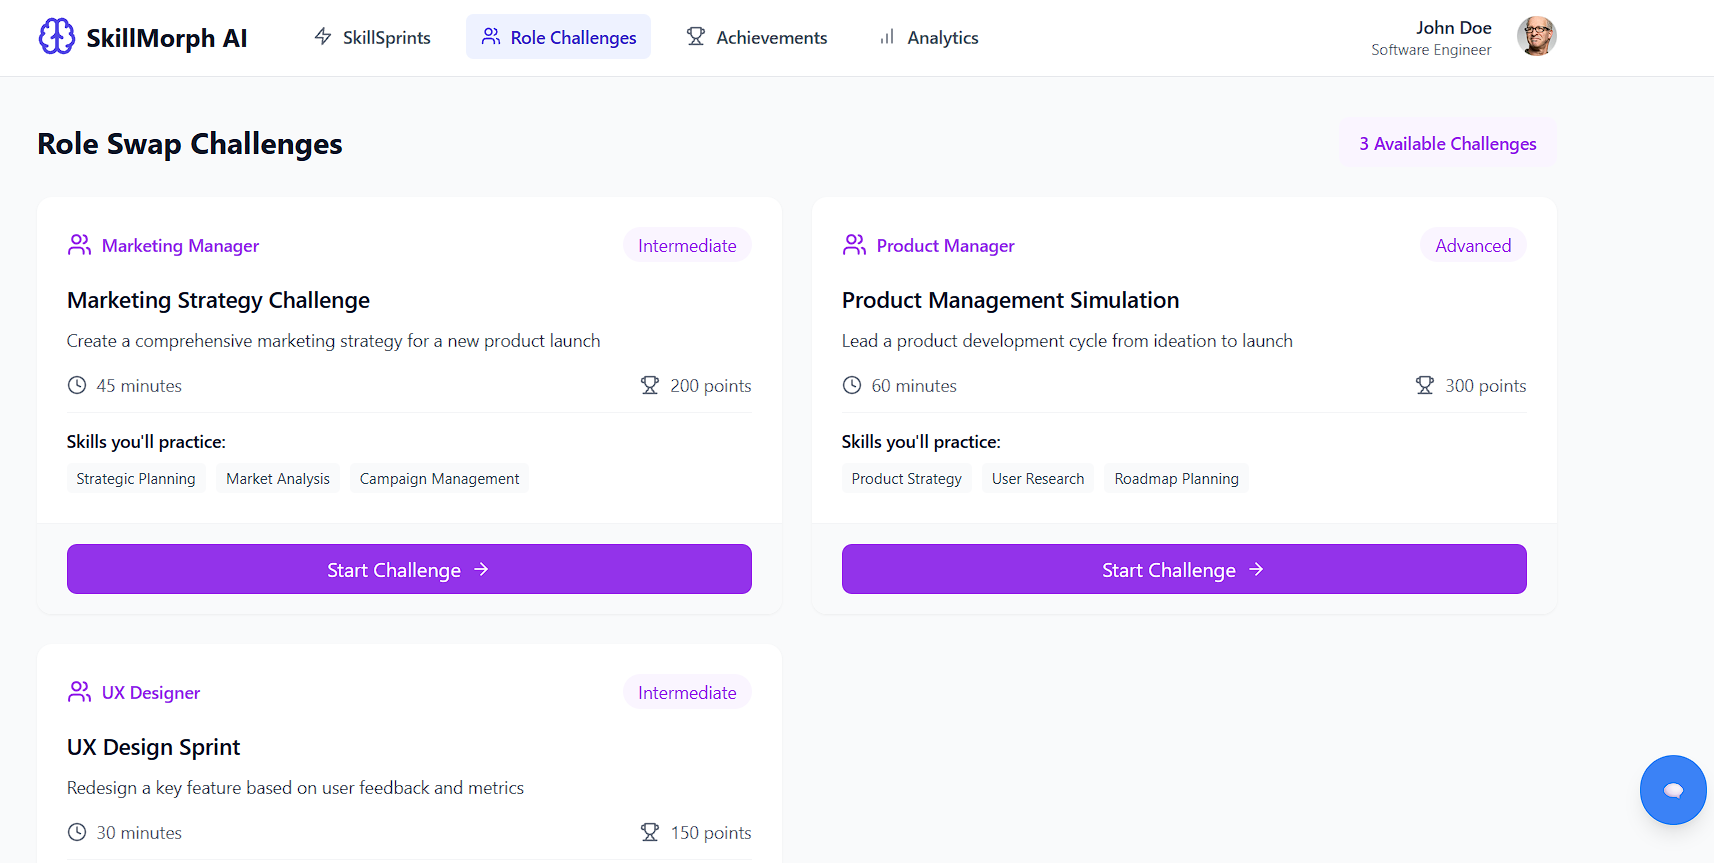 SkillMorph AI
SkillSprints
Role Challenges
Achievements
Analytics
John Doe
Software Engineer
Role Swap Challenges
3 Available Challenges
Marketing Manager
Intermediate
Marketing Strategy Challenge
Create a comprehensive marketing strategy for a new product launch
45 minutes
200 points
Skills you'll practice:
Strategic Planning
Market Analysis
Campaign Management
Start Challenge →
Product Manager
Advanced
Product Management Simulation
Lead a product development cycle from ideation to launch
60 minutes
300 points
Skills you'll practice:
Product Strategy
User Research
Roadmap Planning
Start Challenge →
UX Designer
Intermediate
UX Design Sprint
Redesign a key feature based on user feedback and metrics
30 minutes
150 points